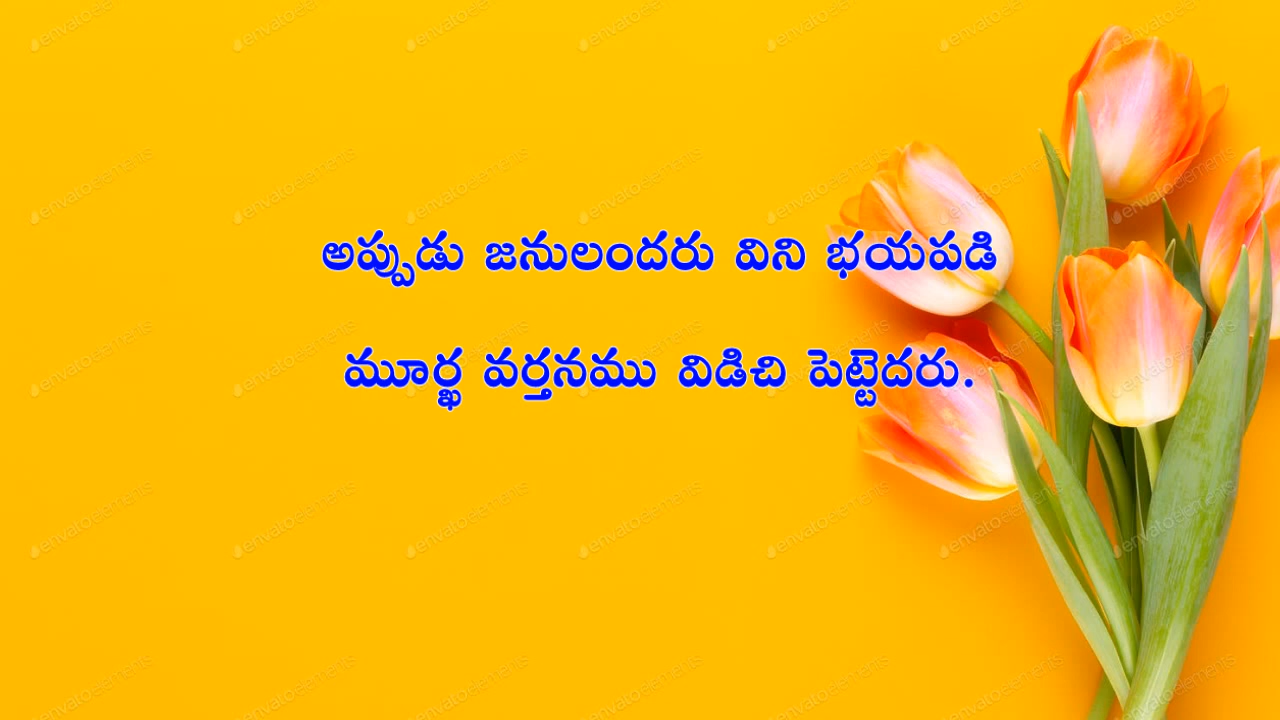 అప్పుడు జనులందరు విని భయపడి
మూర్ఖ వర్తనము విడిచి పెట్టెదరు.